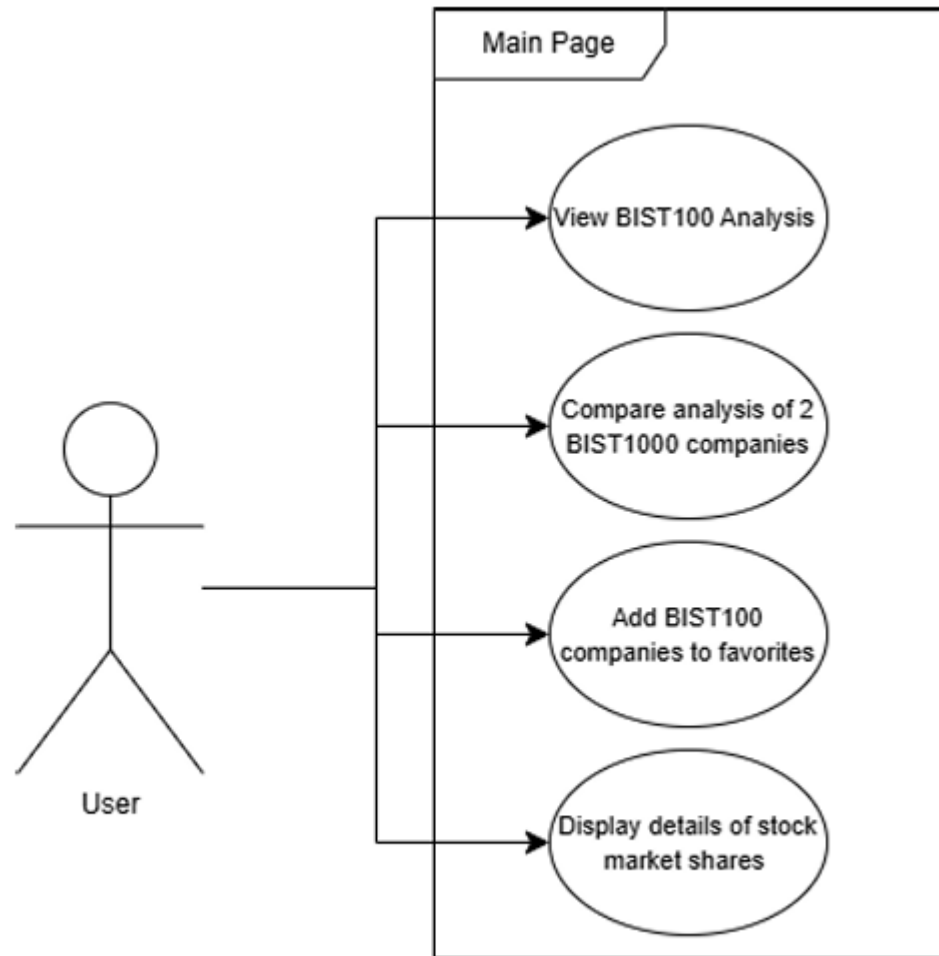 Main Page
View BIST100 Analysis
Compare analysis of 2
BIST1000 companies
Add BIST100
companies to favorites
Display details of stock
market shares
User